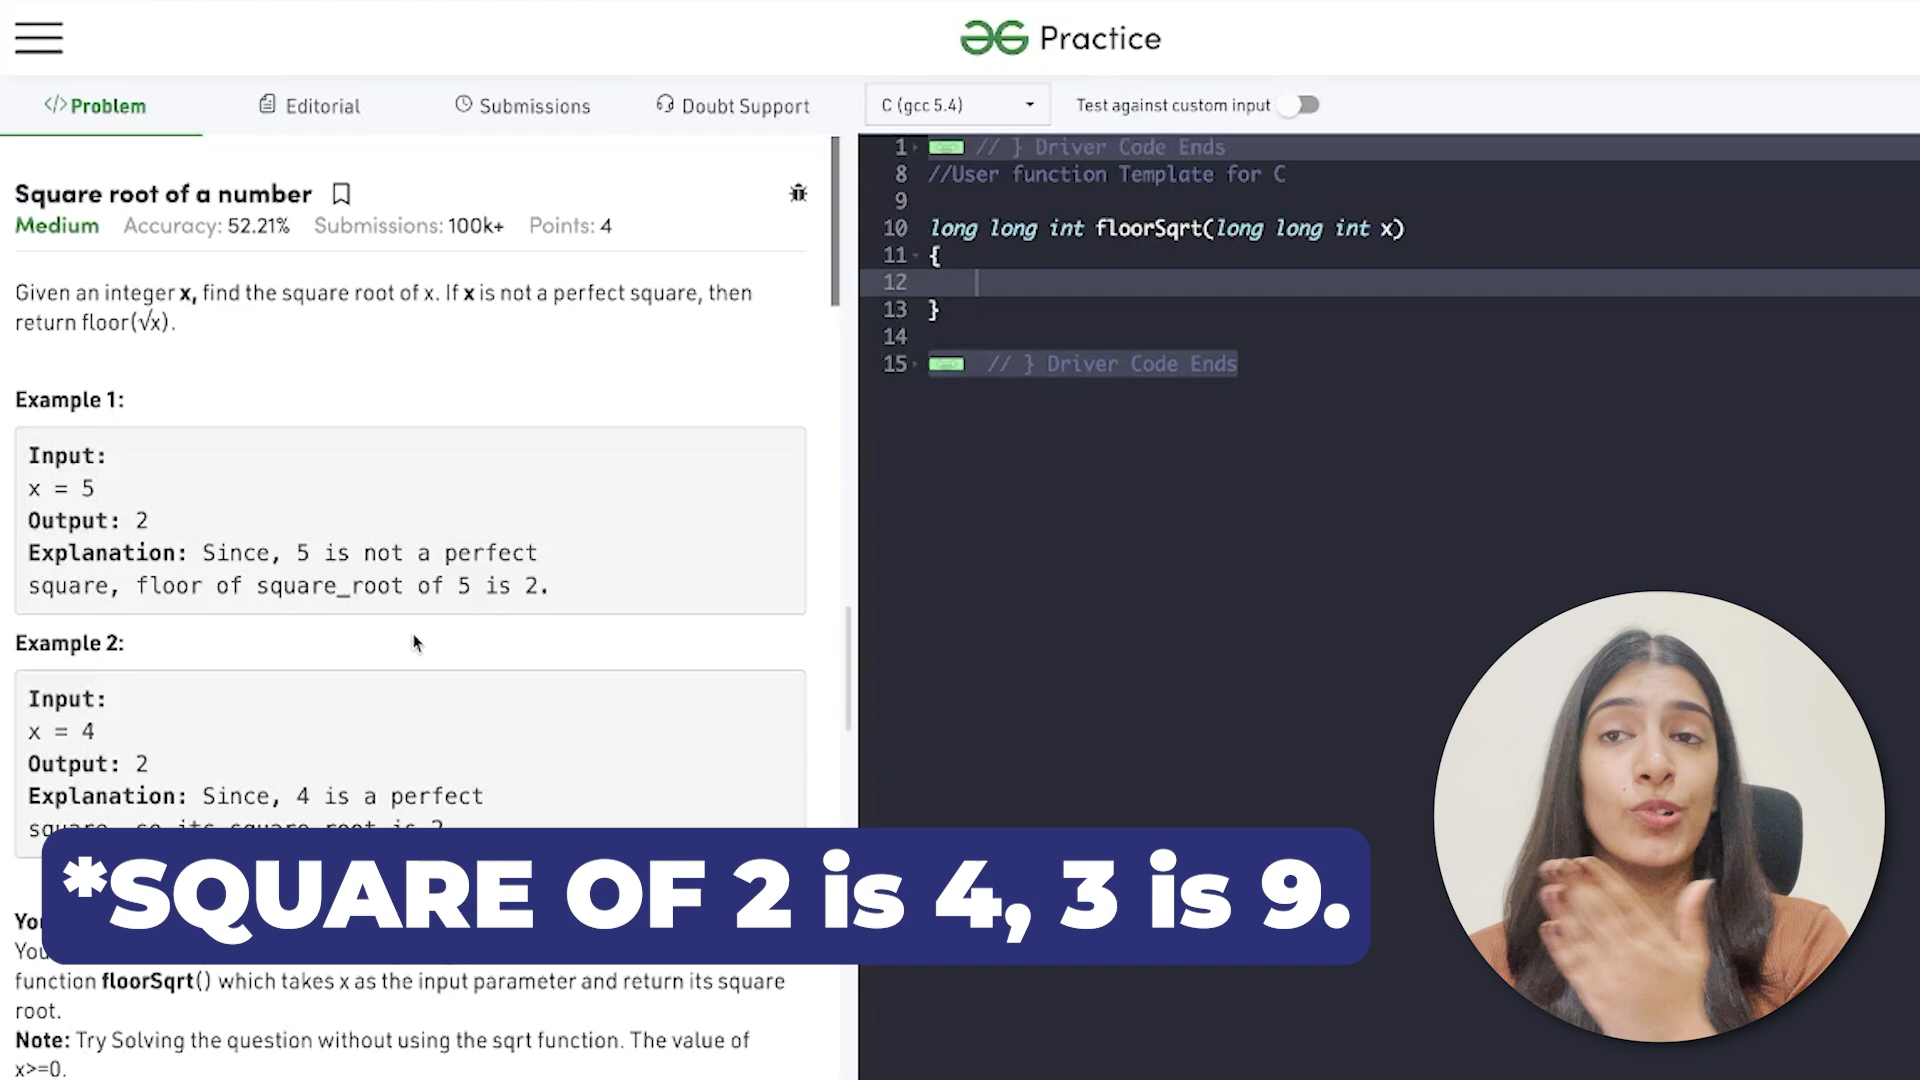 Practice
</> Problem
Editorial
Submissions
Doubt Support
C (gcc 5.4)
Test against custom input
Square root of a number
Medium Accuracy: 52.21% Submissions: 100k+ Points: 4
Given an integer x, find the square root of x. If x is not a perfect square, then
return floor(√x).
Example 1:
Input:
x = 5
Output: 2
Explanation: Since, 5 is not a perfect
square, floor of square_root of 5 is 2.
Example 2:
Input:
x = 4
Output: 2
Explanation: Since, 4 is a perfect
square, so its square root is 2
function floorSqrt() which takes x as the input parameter and return its square
root.
Note: Try Solving the question without using the sqrt function. The value of
x>=0.
1 // } Driver Code Ends
8 //User function Template for C
9
10 long long int floorSqrt(long long int x)
11 {
12
13 }
14
15 // } Driver Code Ends
*SQUARE OF 2 is 4, 3 is 9.